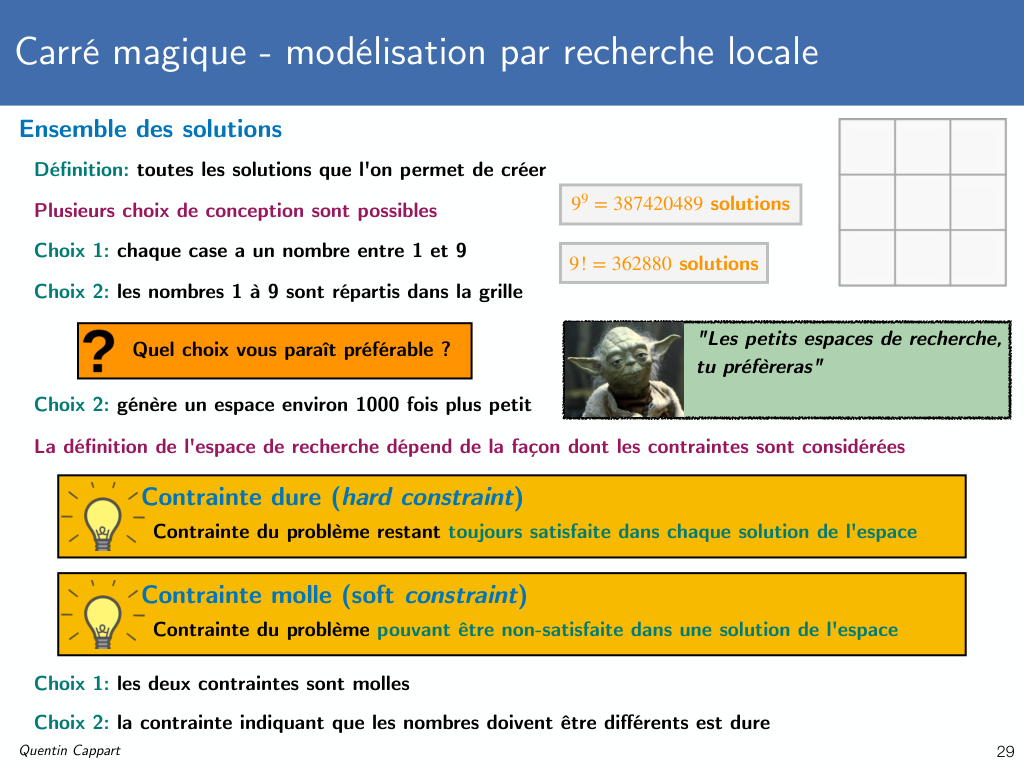 Carré magique - modélisation par recherche locale
Ensemble des solutions
Définition: toutes les solutions que l'on permet de créer
Plusieurs choix de conception sont possibles
9⁹ = 387420489 solutions
Choix 1: chaque case a un nombre entre 1 et 9
9! = 362880 solutions
Choix 2: les nombres 1 à 9 sont répartis dans la grille
? Quel choix vous paraît préférable ?
"Les petits espaces de recherche,
tu préfèreras"
Choix 2: génère un espace environ 1000 fois plus petit
La définition de l'espace de recherche dépend de la façon dont les contraintes sont considérées
Contrainte dure (hard constraint)
Contrainte du problème restant toujours satisfaite dans chaque solution de l'espace
Contrainte molle (soft constraint)
Contrainte du problème pouvant être non-satisfaite dans une solution de l'espace
Choix 1: les deux contraintes sont molles
Choix 2: la contrainte indiquant que les nombres doivent être différents est dure
Quentin Cappart
29